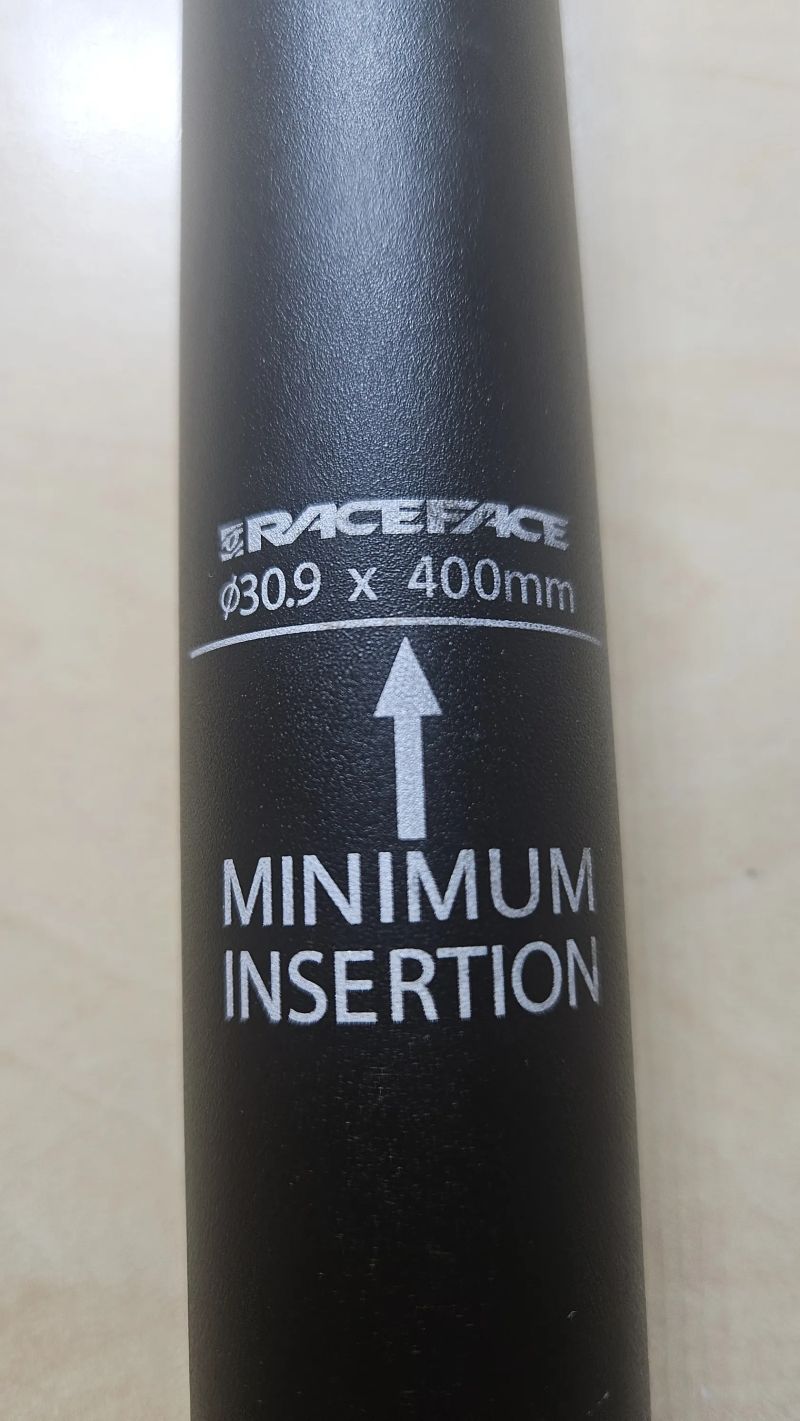 RACEFACE
ø30.9 x 400mm
MINIMUM
INSERTION